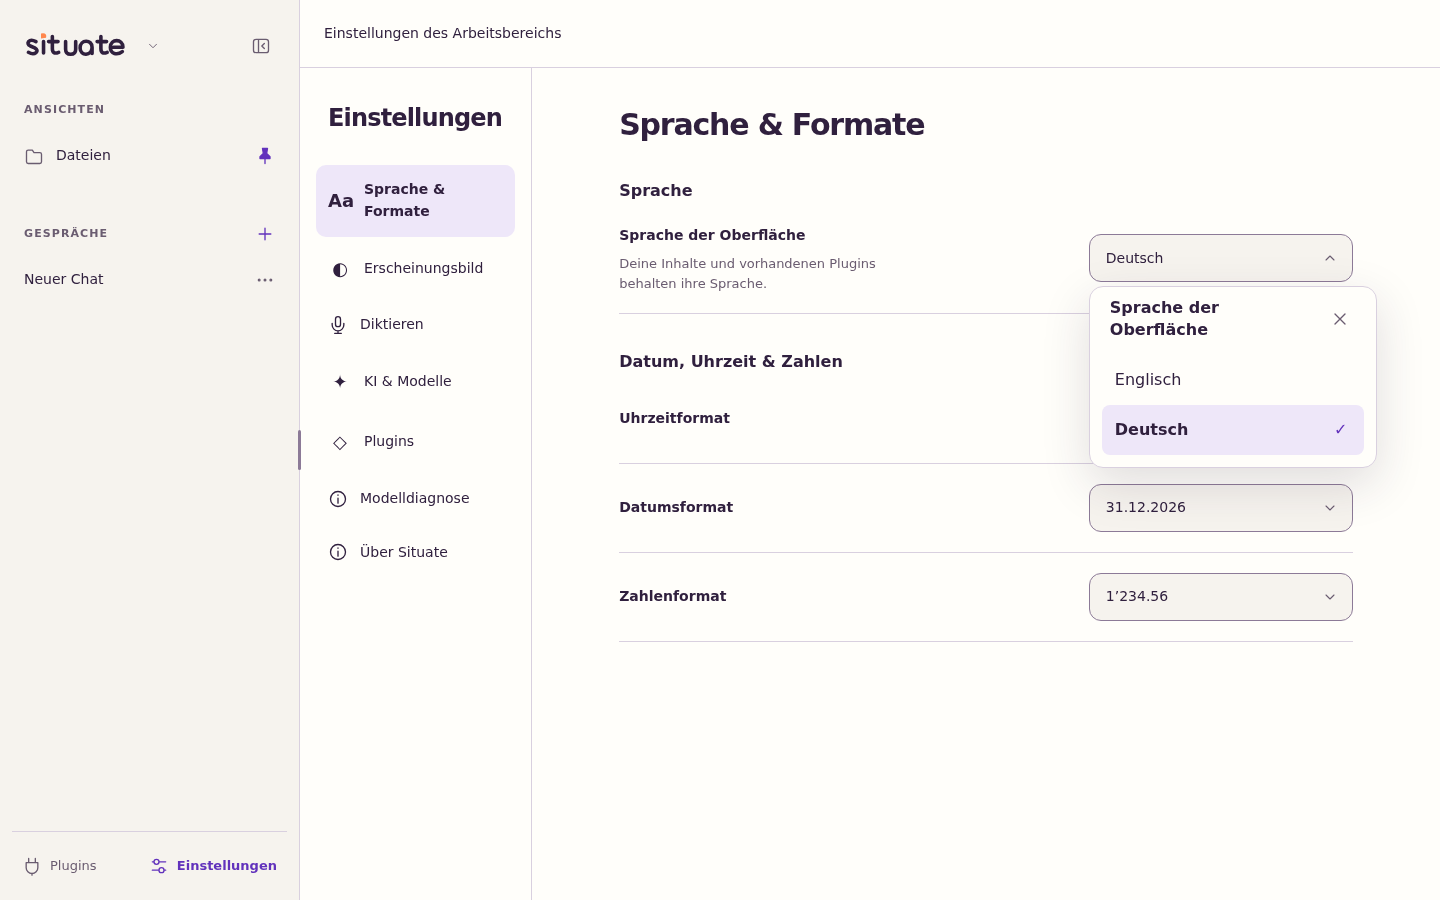 situate
ANSICHTEN
Dateien
GESPRÄCHE
Neuer Chat
Plugins
Einstellungen
Einstellungen des Arbeitsbereichs
Einstellungen
Aa
Sprache &
Formate
Erscheinungsbild
Diktieren
KI & Modelle
Plugins
Modelldiagnose
Über Situate
Sprache & Formate
Sprache
Sprache der Oberfläche
Deine Inhalte und vorhandenen Plugins
behalten ihre Sprache.
Deutsch
Sprache der
Oberfläche
Englisch
Deutsch ✓
Datum, Uhrzeit & Zahlen
Uhrzeitformat
Datumsformat
31.12.2026
Zahlenformat
1’234.56